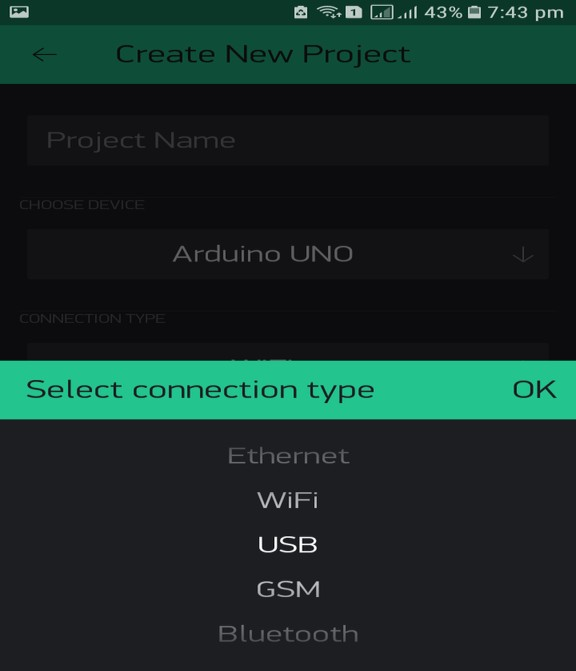 1 43% 7:43 pm
Create New Project
Project Name
CHOOSE DEVICE
Arduino UNO
CONNECTION TYPE
Select connection type OK
Ethernet
WiFi
USB
GSM
Bluetooth